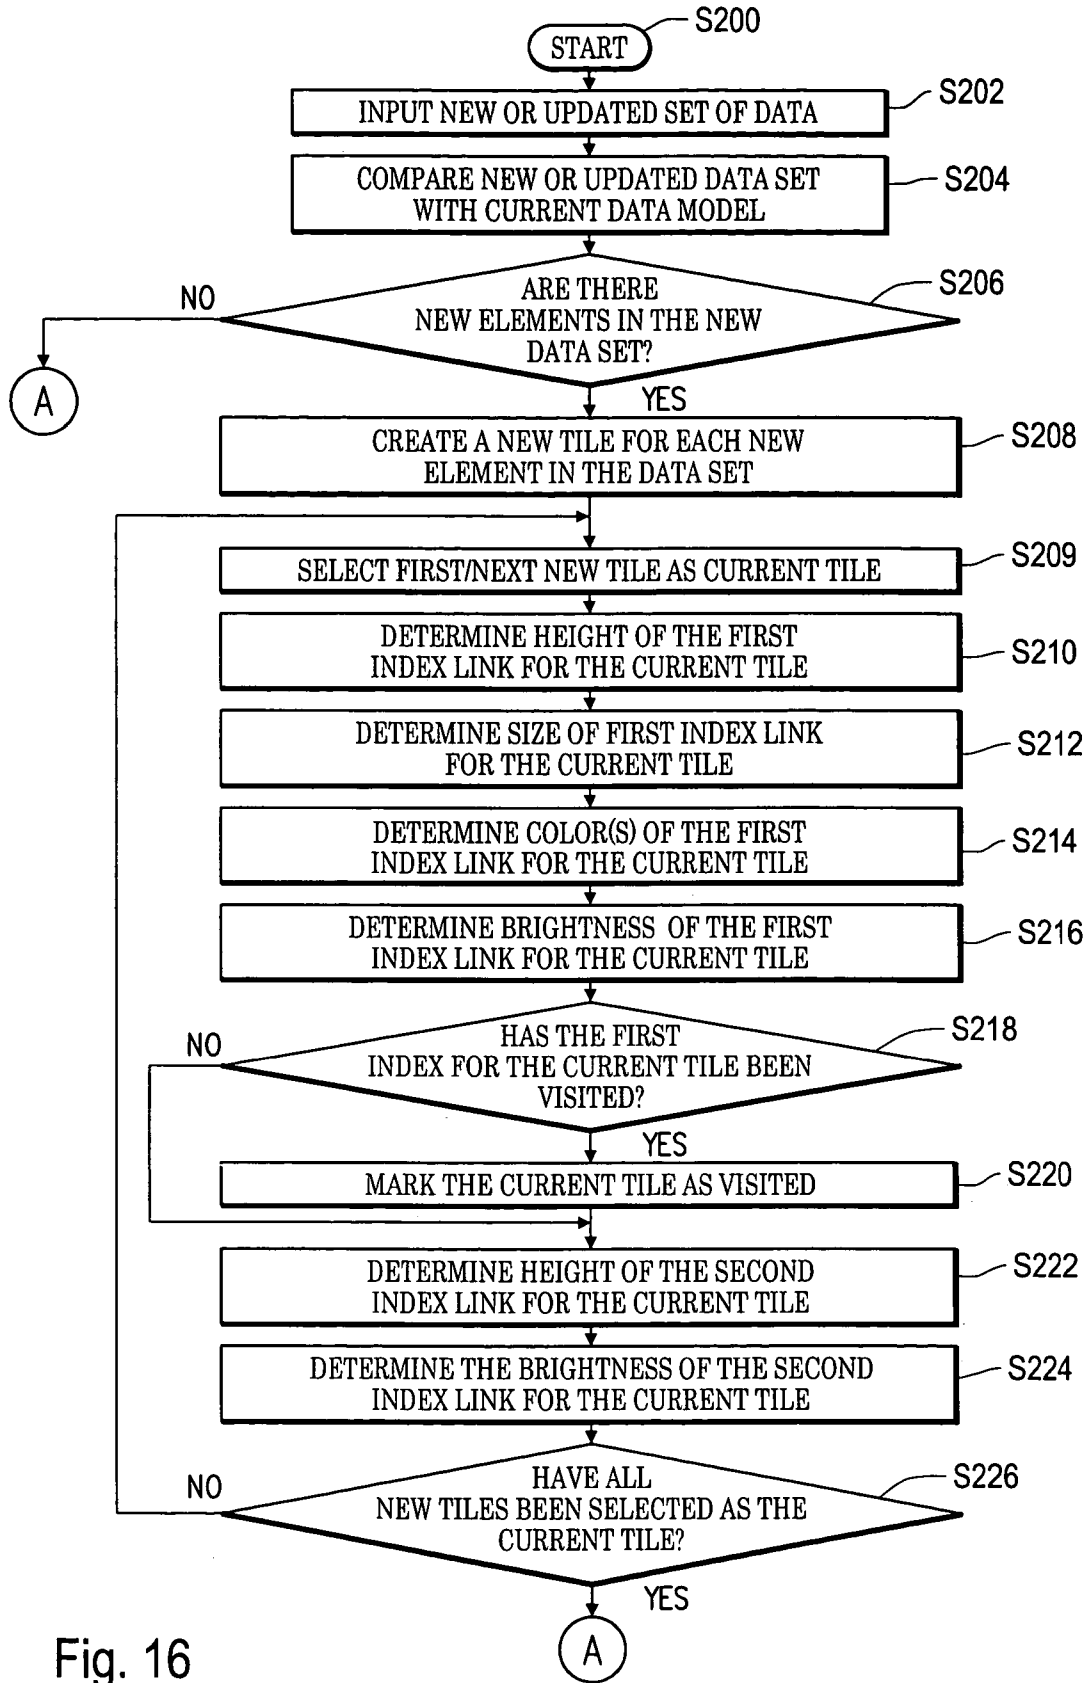 START
S200
INPUT NEW OR UPDATED SET OF DATA
S202
COMPARE NEW OR UPDATED DATA SET
WITH CURRENT DATA MODEL
S204
ARE THERE
NEW ELEMENTS IN THE NEW
DATA SET?
S206
NO
A
YES
CREATE A NEW TILE FOR EACH NEW
ELEMENT IN THE DATA SET
S208
SELECT FIRST/NEXT NEW TILE AS CURRENT TILE
S209
DETERMINE HEIGHT OF THE FIRST
INDEX LINK FOR THE CURRENT TILE
S210
DETERMINE SIZE OF FIRST INDEX LINK
FOR THE CURRENT TILE
S212
DETERMINE COLOR(S) OF THE FIRST
INDEX LINK FOR THE CURRENT TILE
S214
DETERMINE BRIGHTNESS OF THE FIRST
INDEX LINK FOR THE CURRENT TILE
S216
HAS THE FIRST
INDEX FOR THE CURRENT TILE BEEN
VISITED?
S218
NO
YES
MARK THE CURRENT TILE AS VISITED
S220
DETERMINE HEIGHT OF THE SECOND
INDEX LINK FOR THE CURRENT TILE
S222
DETERMINE THE BRIGHTNESS OF THE SECOND
INDEX LINK FOR THE CURRENT TILE
S224
HAVE ALL
NEW TILES BEEN SELECTED AS THE
CURRENT TILE?
S226
NO
YES
A
Fig. 16